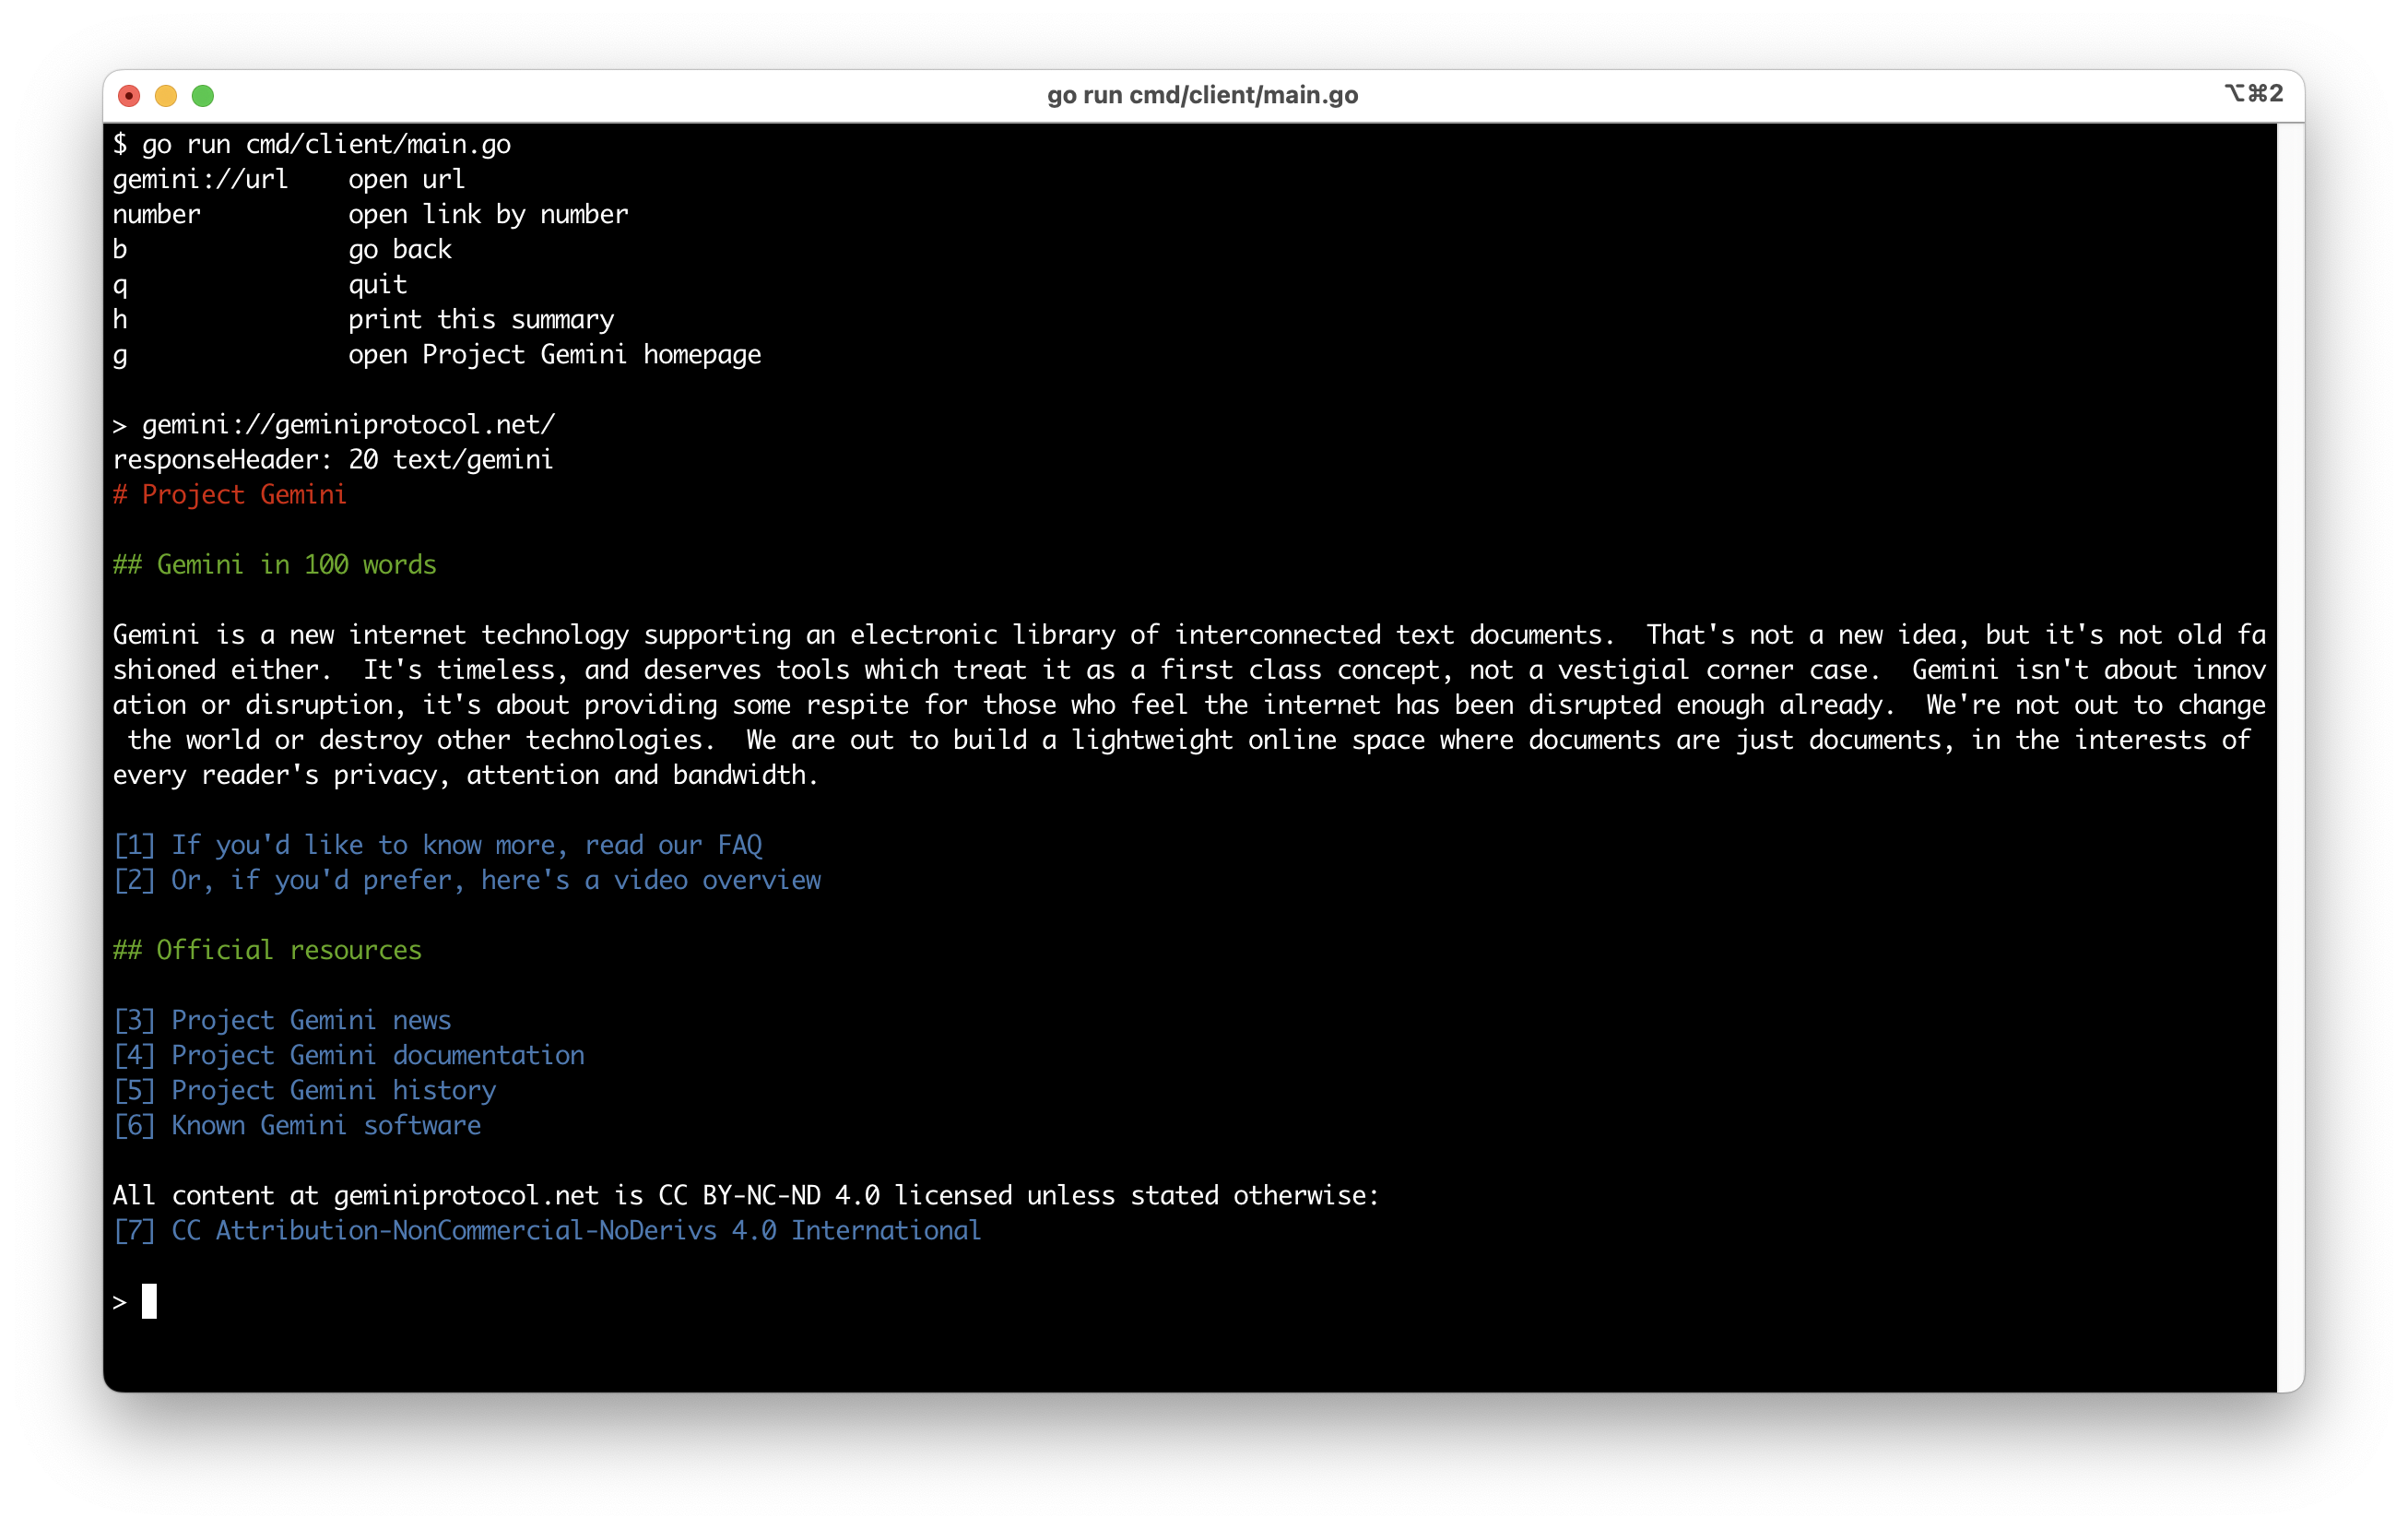 go run cmd/client/main.go
⌥⌘2
$ go run cmd/client/main.go
gemini://url    open url
number          open link by number
b               go back
q               quit
h               print this summary
g               open Project Gemini homepage
> gemini://geminiprotocol.net/
responseHeader: 20 text/gemini
# Project Gemini
## Gemini in 100 words
Gemini is a new internet technology supporting an electronic library of interconnected text documents.  That's not a new idea, but it's not old fa
shioned either.  It's timeless, and deserves tools which treat it as a first class concept, not a vestigial corner case.  Gemini isn't about innov
ation or disruption, it's about providing some respite for those who feel the internet has been disrupted enough already.  We're not out to change
 the world or destroy other technologies.  We are out to build a lightweight online space where documents are just documents, in the interests of
every reader's privacy, attention and bandwidth.
[1] If you'd like to know more, read our FAQ
[2] Or, if you'd prefer, here's a video overview
## Official resources
[3] Project Gemini news
[4] Project Gemini documentation
[5] Project Gemini history
[6] Known Gemini software
All content at geminiprotocol.net is CC BY-NC-ND 4.0 licensed unless stated otherwise:
[7] CC Attribution-NonCommercial-NoDerivs 4.0 International
>